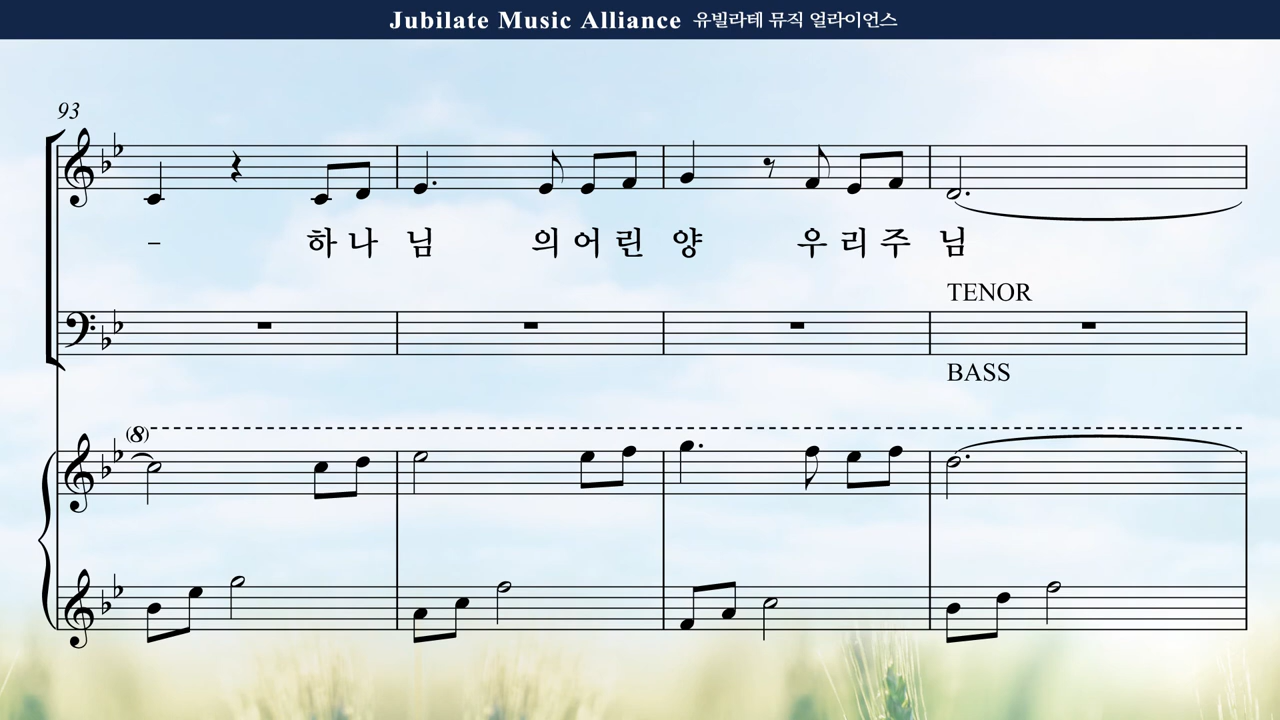 Jubilate Music Alliance 유빌라테 뮤직 얼라이언스
93
- 하 나 님 의 어 린 양 우 리 주 님
TENOR
BASS
(8)